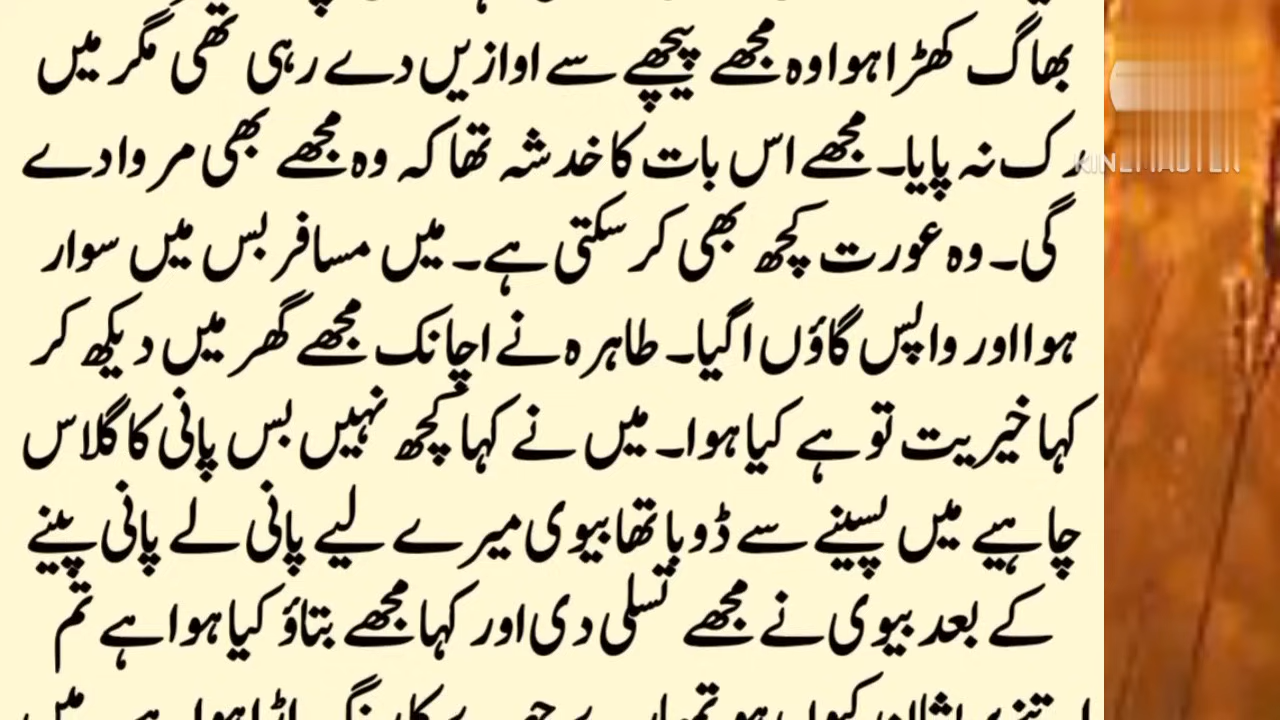 بھاگ کھڑا ہوا وہ مجھے پیچھے سے اوازیں دے رہی تھی مگر میں
رک نہ پایا۔ مجھے اس بات کا خدشہ تھا کہ وہ مجھے بھی مروا دے
گی۔ وہ عورت کچھ بھی کر سکتی ہے۔ میں مسافر بس میں سوار
ہوا اور واپس گاؤں اگیا۔ طاہرہ نے اچانک مجھے گھر میں دیکھ کر
کہا خیریت تو ہے کیا ہوا۔ میں نے کہا کچھ نہیں بس پانی کا گلاس
چاہیے میں پسینے سے ڈوبا تھا بیوی میرے لیے پانی لے پانی پینے
کے بعد بیوی نے مجھے تسلی دی اور کہا مجھے بتاؤ کیا ہوا ہے تم
KINEMASTER